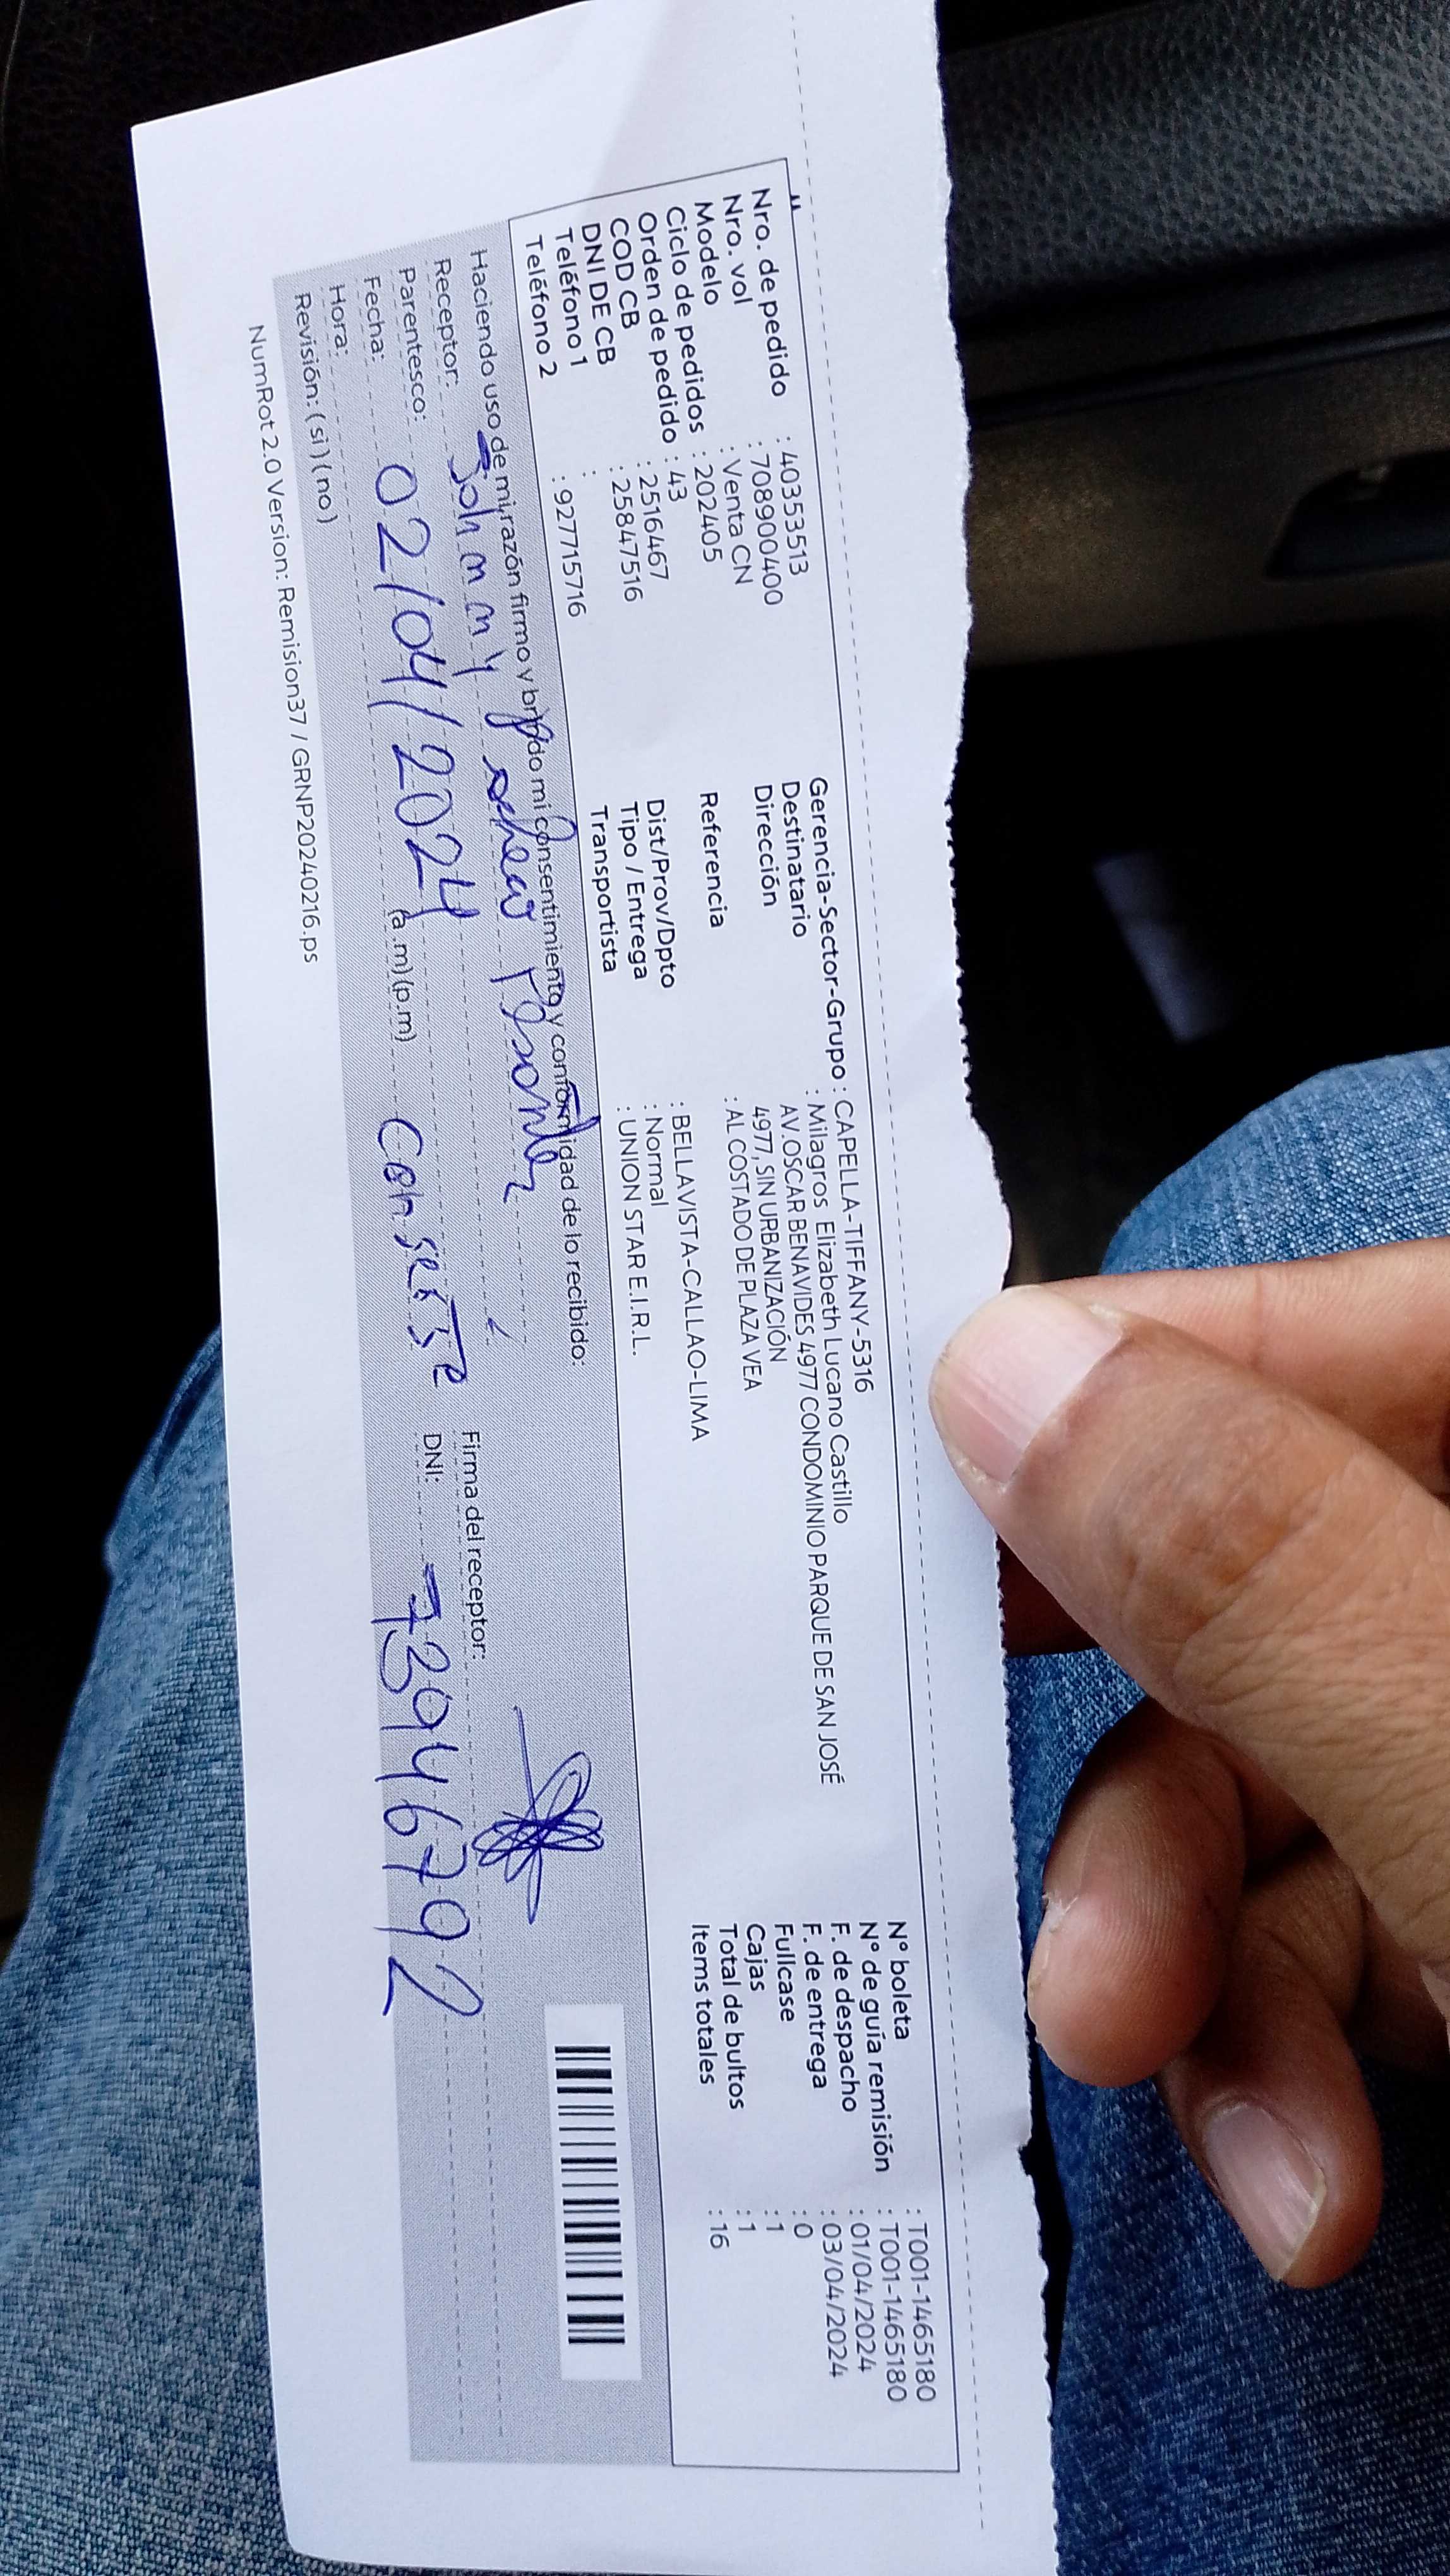 Nro. de pedido : 40353513
Nro. vol : 708900400
Modelo : Venta CN
Ciclo de pedidos : 202405
Orden de pedido : 43
COD CB : 2516467
DNI DE CB : 25847516
Teléfono 1 :
Teléfono 2 : 927715716
Gerencia-Sector-Grupo : CAPELLA-TIFFANY-5316
Destinatario : Milagros Elizabeth Lucano Castillo
Dirección AV.OSCAR BENAVIDES 4977 CONDOMINIO PARQUE DE SAN JOSÉ
4977, SIN URBANIZACIÓN
Referencia : AL COSTADO DE PLAZA VEA
Dist/Prov/Dpto : BELLAVISTA-CALLAO-LIMA
Tipo / Entrega : Normal
Transportista : UNION STAR E.I.R.L.
N° boleta : T001-1465180
N° de guía remisión : T001-1465180
F. de despacho : 01/04/2024
F. de entrega : 03/04/2024
Fullcase : 0
Cajas : 1
Total de bultos : 1
Items totales : 16
Haciendo uso de mi razón firmo y brindo mi consentimiento y conformidad de lo recibido:
Receptor: Johnny
Parentesco:
Fecha: 02/04/2024
Hora: (a.m)(p.m)
Revisión: (si)(no)
Firma del receptor:
DNI: 73946792
NumRot2.0 Version: Remision37 / GRNP20240216.ps